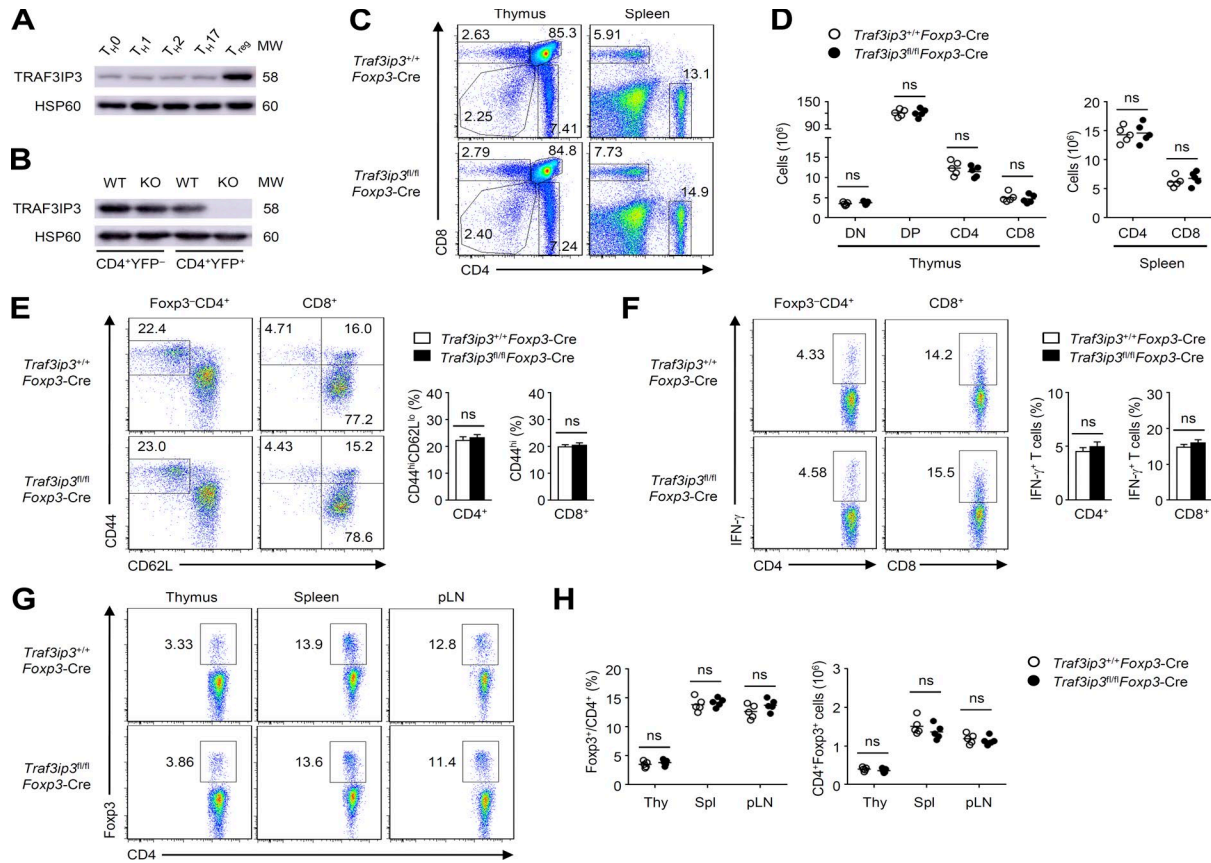 A
T_H0 T_H1 T_H2 T_H17 T_reg MW
TRAF3IP3 58
HSP60 60
B
WT KO WT KO MW
TRAF3IP3 58
HSP60 60
CD4⁺YFP⁻ CD4⁺YFP⁺
C
Thymus Spleen
Traf3ip3⁺/⁺
Foxp3-Cre
2.63 85.3 5.91
13.1
2.25 7.41
Traf3ip3fl/fl
Foxp3-Cre
2.79 84.8 7.73
14.9
2.40 7.24
CD8
CD4
D
Traf3ip3⁺/⁺Foxp3-Cre
Traf3ip3fl/flFoxp3-Cre
Cells (10⁶)
150
120
90
20
15
10
5
0
ns ns ns ns
DN DP CD4 CD8
Thymus
Cells (10⁶)
20
15
10
5
0
ns ns
CD4 CD8
Spleen
E
Foxp3⁻CD4⁺ CD8⁺
Traf3ip3⁺/⁺
Foxp3-Cre
22.4 4.71 16.0
77.2
Traf3ip3fl/fl
Foxp3-Cre
23.0 4.43 15.2
78.6
CD44
CD62L
Traf3ip3⁺/⁺Foxp3-Cre
Traf3ip3fl/flFoxp3-Cre
CD44hiCD62Llo (%)
40
30
20
10
0
ns
CD4⁺
CD44hi (%)
40
30
20
10
0
ns
CD8⁺
F
Foxp3⁻CD4⁺ CD8⁺
Traf3ip3⁺/⁺
Foxp3-Cre
4.33 14.2
Traf3ip3fl/fl
Foxp3-Cre
4.58 15.5
IFN-γ
CD4 CD8
Traf3ip3⁺/⁺Foxp3-Cre
Traf3ip3fl/flFoxp3-Cre
IFN-γ⁺ T cells (%)
10
5
0
ns
CD4⁺
IFN-γ⁺ T cells (%)
30
20
10
0
ns
CD8⁺
G
Thymus Spleen pLN
Traf3ip3⁺/⁺
Foxp3-Cre
3.33 13.9 12.8
Traf3ip3fl/fl
Foxp3-Cre
3.86 13.6 11.4
Foxp3
CD4
H
Foxp3⁺/CD4⁺ (%)
20
15
10
5
0
ns ns ns
Thy Spl pLN
CD4⁺Foxp3⁺ cells (10⁶)
3
2
1
0
ns ns ns
Thy Spl pLN
Traf3ip3⁺/⁺Foxp3-Cre
Traf3ip3fl/flFoxp3-Cre